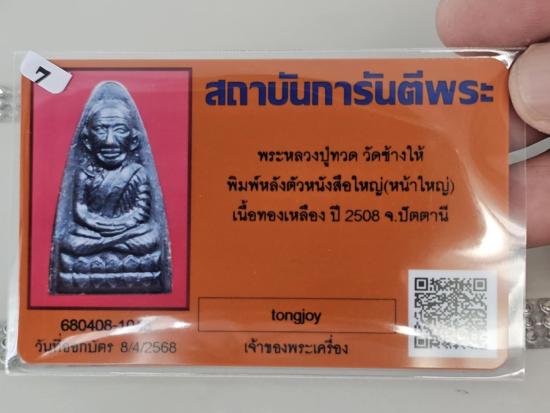 7
สถาบันการันตีพระ
พระหลวงปู่ทวด วัดช้างให้
พิมพ์หลังตัวหนังสือใหญ่(หน้าใหญ่)
เนื้อทองเหลือง ปี 2508 จ.ปัตตานี
tongjoy
วันที่ออกบัตร 8/4/2568
เจ้าของพระเครื่อง